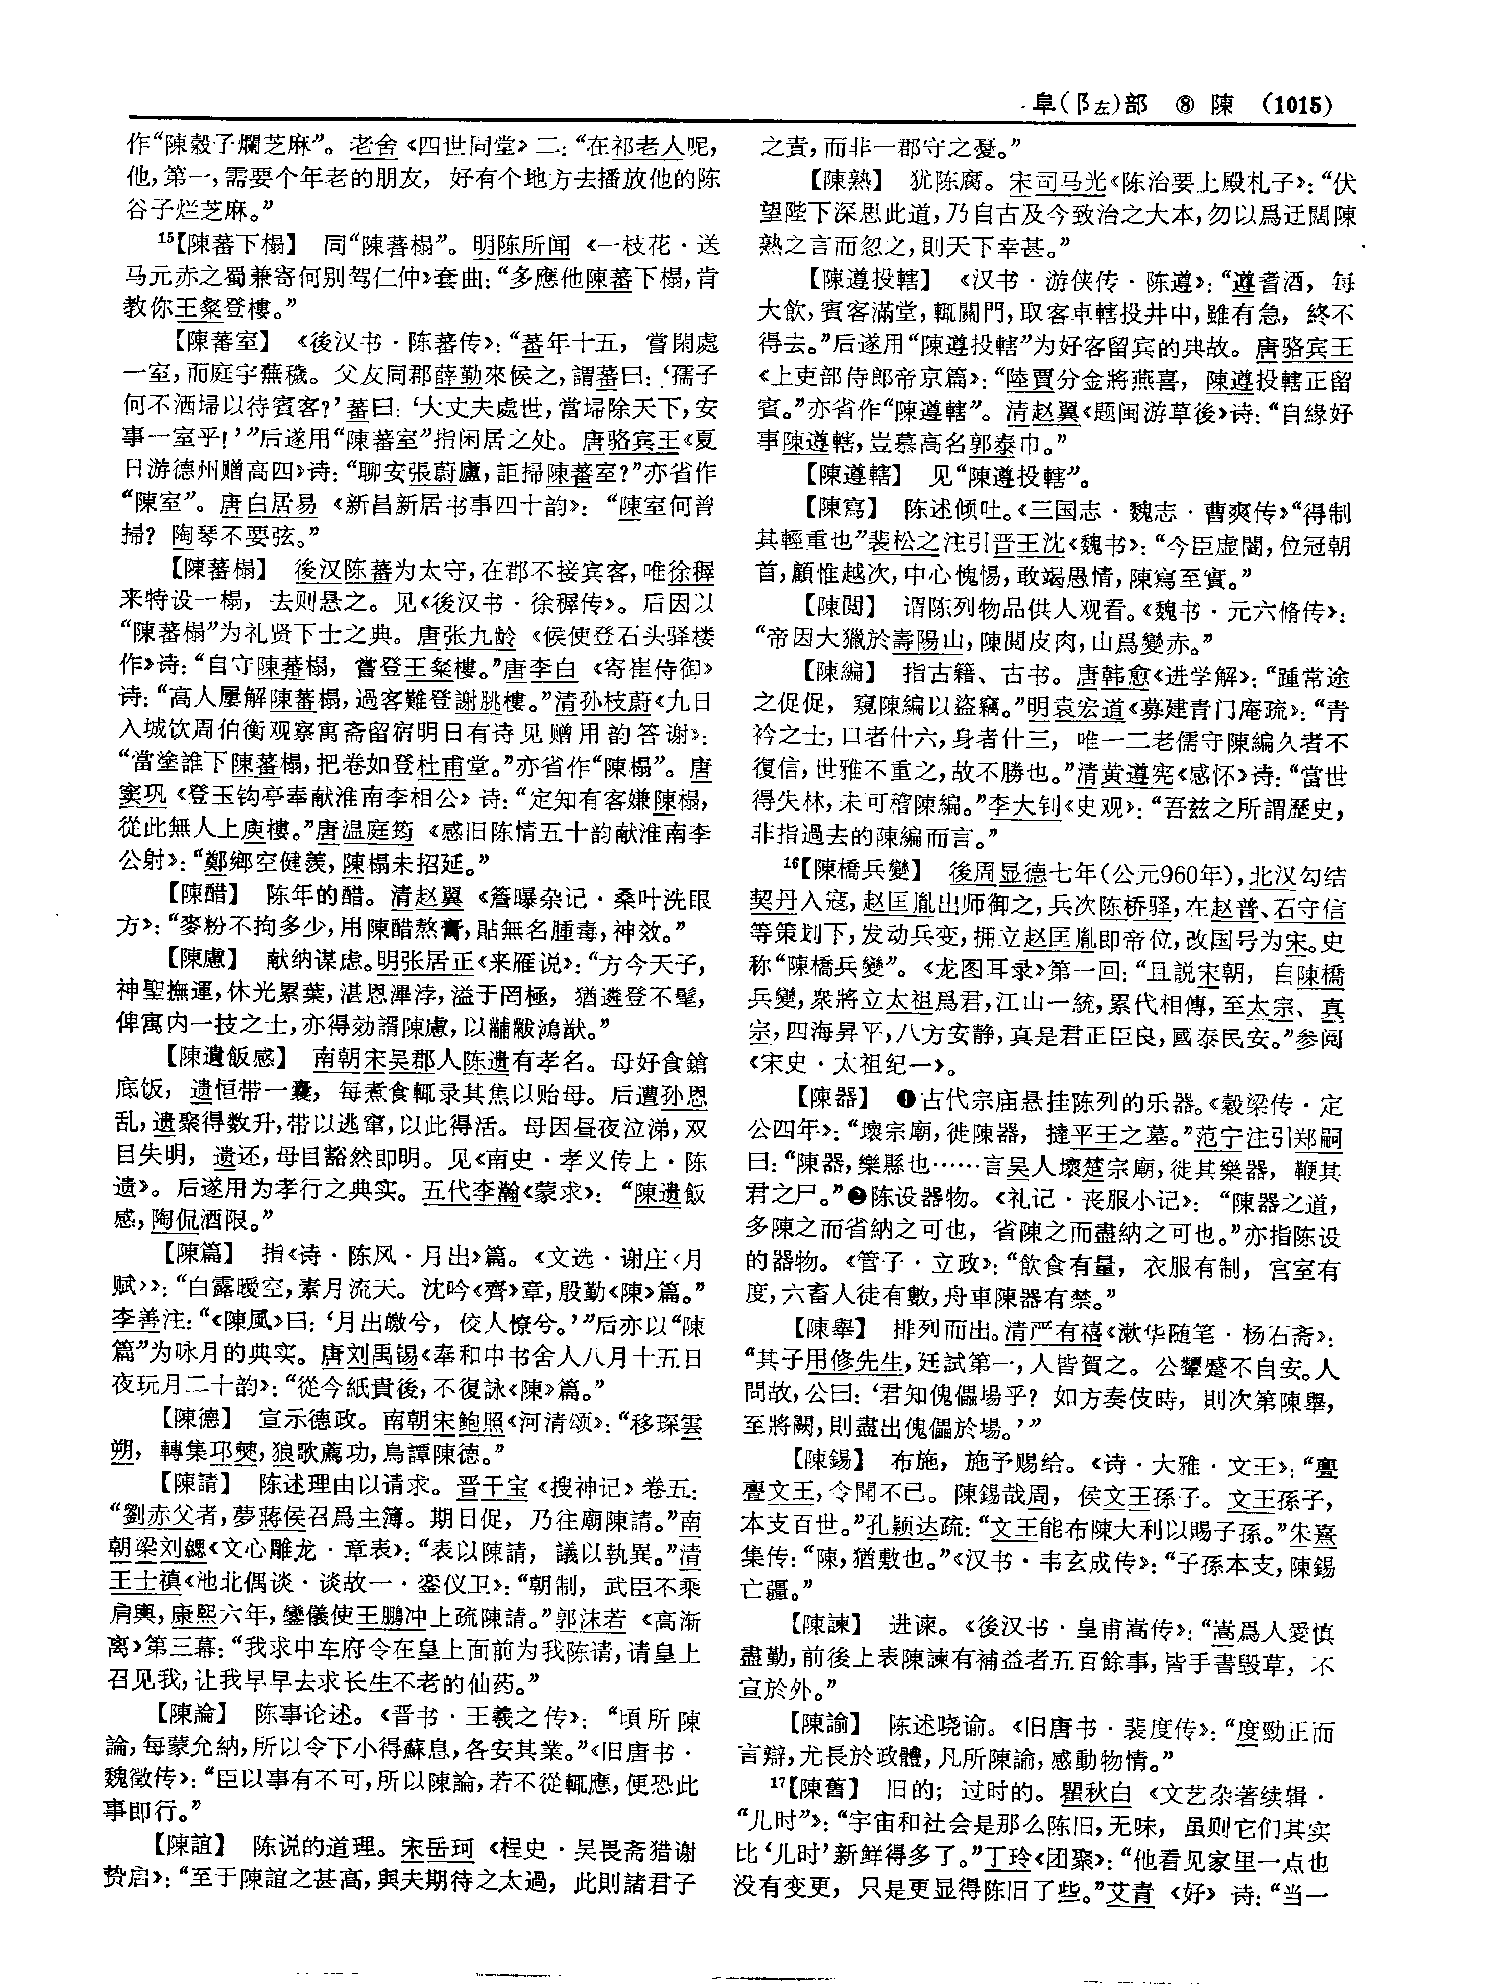 阜(阝左)部 ⑧ 陳 (1015)
作“陳穀子爛芝麻”。老舍《四世同堂》二：“在祁老人呢，
他，第一，需要个年老的朋友，好有个地方去播放他的陈
谷子烂芝麻。”
¹⁵【陳蕃下榻】 同“陳蕃榻”。明陈所闻《一枝花·送
马元赤之蜀兼寄何别驾仁仲》套曲：“多應他陳蕃下榻，肯
教你王粲登樓。”
【陳蕃室】 《後汉书·陈蕃传》：“蕃年十五，嘗閑處
一室，而庭宇蕪穢。父友同郡薛勤來候之，謂蕃曰：‘孺子
何不洒埽以待賓客？’蕃曰：‘大丈夫處世，當埽除天下，安
事一室乎！’”后遂用“陳蕃室”指闲居之处。唐骆宾王《夏
日游德州赠高四》诗：“聊安張蔚廬，詎掃陳蕃室？”亦省作
“陳室”。唐白居易《新昌新居书事四十韵》：“陳室何曾
掃？陶琴不要弦。”
【陳蕃榻】 後汉陈蕃为太守，在郡不接宾客，唯徐穉
来特设一榻，去则悬之。见《後汉书·徐穉传》。后因以
“陳蕃榻”为礼贤下士之典。唐张九龄《候使登石头驿楼
作》诗：“自守陳蕃榻，嘗登王粲樓。”唐李白《寄崔侍御》
诗：“高人屢解陳蕃榻，過客難登謝朓樓。”清孙枝蔚《九日
入城饮周伯衡观察寓斋留宿明日有诗见赠用韵答谢》：
“當塗誰下陳蕃榻，把卷如登杜甫堂。”亦省作“陳榻”。唐
窦巩《登玉钩亭奉献淮南李相公》诗：“定知有客嫌陳榻，
從此無人上庾樓。”唐温庭筠《感旧陈情五十韵献淮南李
公射》：“鄭鄉空健羨，陳榻未招延。”
【陳醋】 陈年的醋。清赵翼《簷曝杂记·桑叶洗眼
方》：“麥粉不拘多少，用陳醋熬膏，貼無名腫毒，神效。”
【陳慮】 献纳谋虑。明张居正《来雁说》：“方今天子，
神聖撫運，休光累葉，湛恩濢浡，溢于罔極，猶遴登不髦，
俾寓内一技之士，亦得効謂陳慮，以黼黻鴻猷。”
【陳遺飯感】 南朝宋吴郡人陈遗有孝名。母好食鎗
底饭，遗恒带一囊，每煮食輒录其焦以贻母。后遭孙恩
乱，遗聚得数升，带以逃窜，以此得活。母因昼夜泣涕，双
目失明，遗还，母目豁然即明。见《南史·孝义传上·陈
遗》。后遂用为孝行之典实。五代李瀚《蒙求》：“陳遺飯
感，陶侃酒限。”
【陳篇】 指《诗·陈风·月出》篇。《文选·谢庄〈月
赋〉》：“白露曖空，素月流天。沈吟《齊》章，殷勤《陳》篇。”
李善注：“《陳風》曰：‘月出皦兮，佼人憭兮。’”后亦以“陳
篇”为咏月的典实。唐刘禹锡《奉和中书舍人八月十五日
夜玩月二十韵》：“從今紙貴後，不復詠《陳》篇。”
【陳德】 宣示德政。南朝宋鲍照《河清颂》：“移琛雲
朔，轉集邛僰，狼歌薦功，鳥譚陳徳。”
【陳請】 陈述理由以请求。晋干宝《搜神记》卷五：
“劉赤父者，夢蔣侯召爲主簿。期日促，乃往廟陳請。”南
朝梁刘勰《文心雕龙·章表》：“表以陳請，議以執異。”清
王士禛《池北偶谈·谈故一·銮仪卫》：“朝制，武臣不乘
肩輿，康熙六年，鑾儀使王鵬冲上疏陳請。”郭沫若《高渐
离》第三幕：“我求中车府令在皇上面前为我陈请，请皇上
召见我，让我早早去求长生不老的仙药。”
【陳論】 陈事论述。《晋书·王羲之传》：“頃所陳
論，每蒙允納，所以令下小得蘇息，各安其業。”《旧唐书·
魏徵传》：“臣以事有不可，所以陳論，若不從輒應，便恐此
事即行。”
【陳誼】 陈说的道理。宋岳珂《桯史·吴畏斋猎谢
贽启》：“至于陳誼之甚高，與夫期待之太過，此則諸君子
之責，而非一郡守之憂。”
【陳熟】 犹陈腐。宋司马光《陈治要上殿札子》：“伏
望陛下深思此道，乃自古及今致治之大本，勿以爲迂闊陳
熟之言而忽之，則天下幸甚。”
【陳遵投轄】 《汉书·游侠传·陈遵》：“遵耆酒，每
大飲，賓客滿堂，輒關門，取客車轄投井中，雖有急，終不
得去。”后遂用“陳遵投轄”为好客留宾的典故。唐骆宾王
《上吏部侍郎帝京篇》：“陸賈分金將燕喜，陳遵投轄正留
賓。”亦省作“陳遵轄”。清赵翼《题闽游草後》诗：“自緣好
事陳遵轄，豈慕高名郭泰巾。”
【陳遵轄】 见“陳遵投轄”。
【陳寫】 陈述倾吐。《三国志·魏志·曹爽传》“得制
其輕重也”裴松之注引晋王沈《魏书》：“今臣虚闇，位冠朝
首，顧惟越次，中心愧惕，敢竭愚情，陳寫至實。”
【陳閲】 谓陈列物品供人观看。《魏书·元六脩传》：
“帝因大獵於壽陽山，陳閲皮肉，山爲變赤。”
【陳編】 指古籍、古书。唐韩愈《进学解》：“踵常途
之促促，窺陳編以盜竊。”明袁宏道《募建青门庵疏》：“青
衿之士，口者什六，身者什三，唯一二老儒守陳編久者不
復信，世雅不重之，故不勝也。”清黄遵宪《感怀》诗：“當世
得失林，未可稽陳編。”李大钊《史观》：“吾兹之所謂歷史，
非指過去的陳編而言。”
¹⁶【陳橋兵變】 後周显德七年(公元960年)，北汉勾结
契丹入寇，赵匡胤出师御之，兵次陈桥驿，在赵普、石守信
等策划下，发动兵变，拥立赵匡胤即帝位，改国号为宋。史
称“陳橋兵變”。《龙图耳录》第一回：“且説宋朝，自陳橋
兵變，衆將立太祖爲君，江山一統，累代相傳，至太宗、真
宗，四海昇平，八方安静，真是君正臣良，國泰民安。”参阅
《宋史·太祖纪一》。
【陳器】 ❶古代宗庙悬挂陈列的乐器。《穀梁传·定
公四年》：“壞宗廟，徙陳器，撻平王之墓。”范宁注引郑嗣
曰：“陳器，樂縣也……言吴人壞楚宗廟，徙其樂器，鞭其
君之尸。”❷陈设器物。《礼记·丧服小记》：“陳器之道，
多陳之而省納之可也，省陳之而盡納之可也。”亦指陈设
的器物。《管子·立政》：“飲食有量，衣服有制，宫室有
度，六畜人徒有數，舟車陳器有禁。”
【陳舉】 排列而出。清严有禧《漱华随笔·杨石斋》：
“其子用修先生，廷試第一，人皆賀之。公顰蹙不自安。人
問故，公曰：‘君知傀儡場乎？如方奏伎時，則次第陳舉，
至將闋，則盡出傀儡於場。’”
【陳錫】 布施，施予赐给。《诗·大雅·文王》：“亹
亹文王，令聞不已。陳錫哉周，侯文王孫子。文王孫子，
本支百世。”孔颖达疏：“文王能布陳大利以賜子孫。”朱熹
集传：“陳，猶敷也。”《汉书·韦玄成传》：“子孫本支，陳錫
亡疆。”
【陳諫】 进谏。《後汉书·皇甫嵩传》：“嵩爲人愛慎
盡勤，前後上表陳諫有補益者五百餘事，皆手書毁草，不
宣於外。”
【陳諭】 陈述晓谕。《旧唐书·裴度传》：“度勁正而
言辯，尤長於政體，凡所陳諭，感動物情。”
¹⁷【陳舊】 旧的；过时的。瞿秋白《文艺杂著续辑·
“儿时”》：“宇宙和社会是那么陈旧，无味，虽则它们其实
比‘儿时’新鲜得多了。”丁玲《团聚》：“他看见家里一点也
没有变更，只是更显得陈旧了些。”艾青《好》诗：“当一